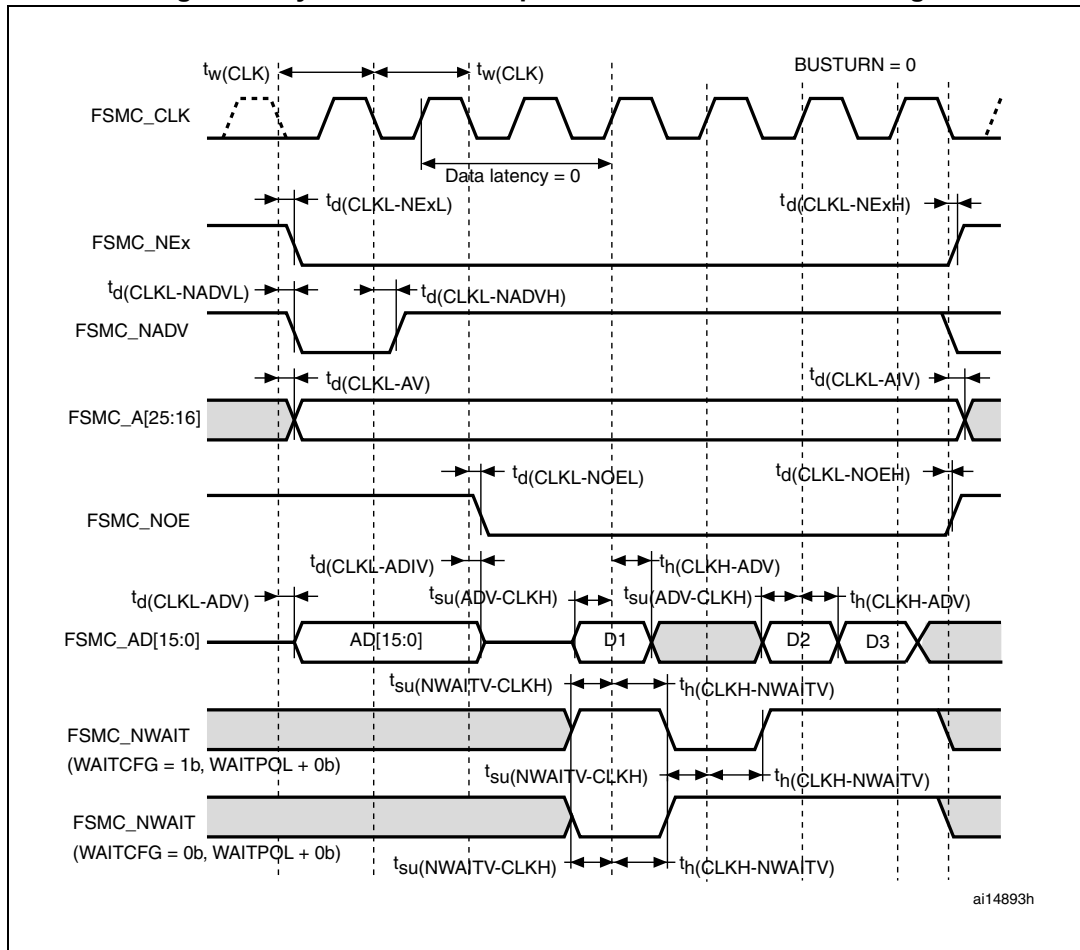 BUSTURN = 0
tw(CLK) tw(CLK)
FSMC_CLK
Data latency = 0
td(CLKL-NExL) td(CLKL-NExH)
FSMC_NEx
td(CLKL-NADVL) td(CLKL-NADVH)
FSMC_NADV
td(CLKL-AV) td(CLKL-AIV)
FSMC_A[25:16]
td(CLKL-NOEL) td(CLKL-NOEH)
FSMC_NOE
td(CLKL-ADIV) th(CLKH-ADV)
td(CLKL-ADV) tsu(ADV-CLKH) tsu(ADV-CLKH) th(CLKH-ADV)
FSMC_AD[15:0] AD[15:0] D1 D2 D3
tsu(NWAITV-CLKH) th(CLKH-NWAITV)
FSMC_NWAIT
(WAITCFG = 1b, WAITPOL + 0b)
tsu(NWAITV-CLKH) th(CLKH-NWAITV)
FSMC_NWAIT
(WAITCFG = 0b, WAITPOL + 0b)
tsu(NWAITV-CLKH) th(CLKH-NWAITV)
ai14893h